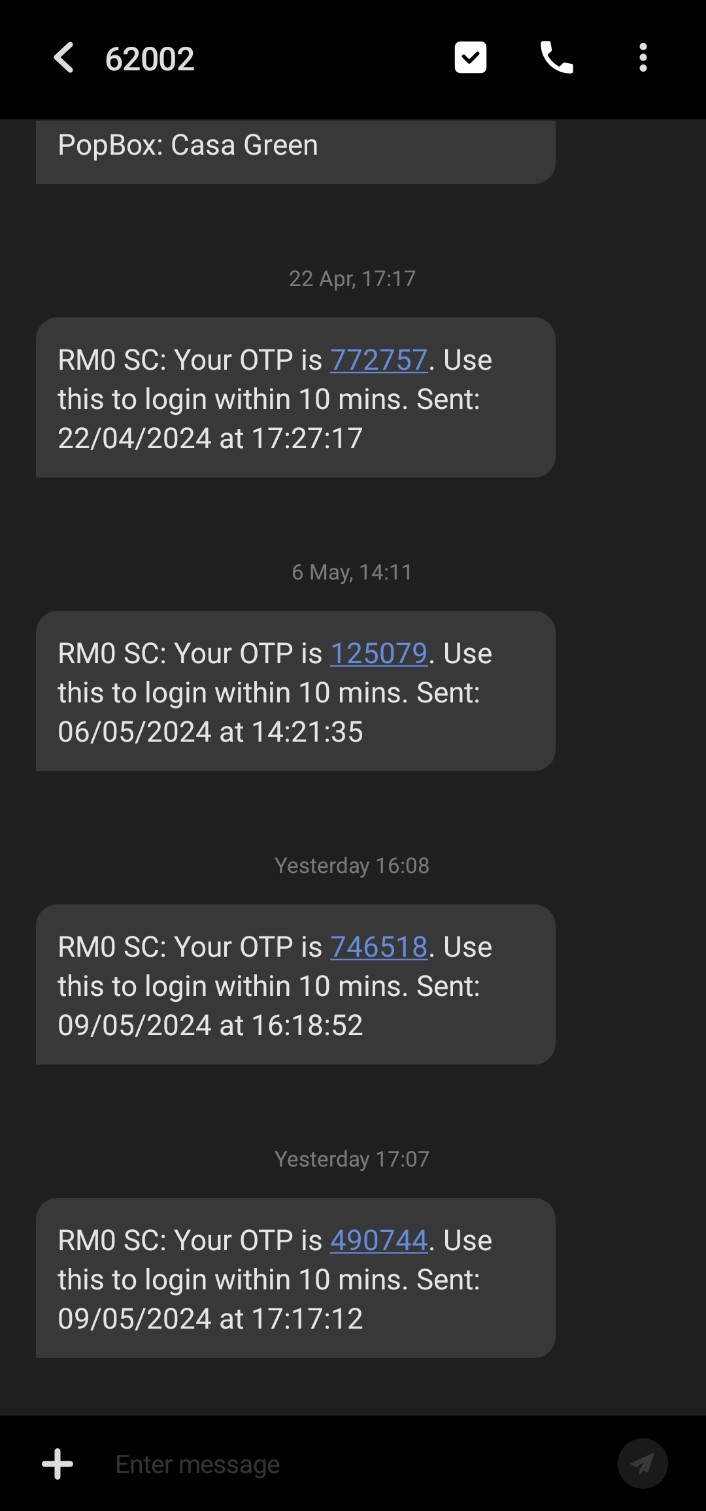 62002
PopBox: Casa Green
22 Apr, 17:17
RM0 SC: Your OTP is 772757. Use
this to login within 10 mins. Sent:
22/04/2024 at 17:27:17
6 May, 14:11
RM0 SC: Your OTP is 125079. Use
this to login within 10 mins. Sent:
06/05/2024 at 14:21:35
Yesterday 16:08
RM0 SC: Your OTP is 746518. Use
this to login within 10 mins. Sent:
09/05/2024 at 16:18:52
Yesterday 17:07
RM0 SC: Your OTP is 490744. Use
this to login within 10 mins. Sent:
09/05/2024 at 17:17:12
Enter message